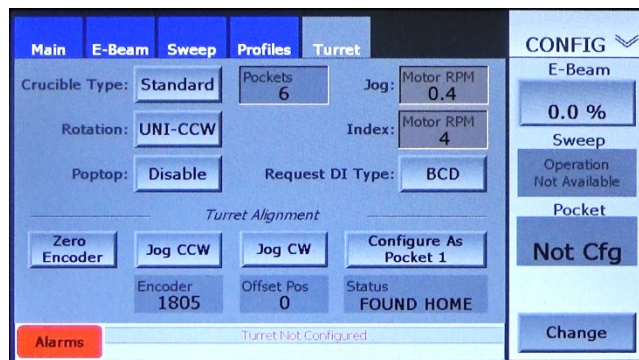 Main E-Beam Sweep Profiles Turret
CONFIG
Crucible Type: Standard
Pockets
6
Jog: Motor RPM
0.4
Rotation: UNI-CCW
Index: Motor RPM
4
Poptop: Disable
Request DI Type: BCD
Turret Alignment
Zero
Encoder
Jog CCW
Jog CW
Configure As
Pocket 1
Encoder
1805
Offset Pos
0
Status
FOUND HOME
Alarms
Turret Not Configured
E-Beam
0.0 %
Sweep
Operation
Not Available
Pocket
Not Cfg
Change